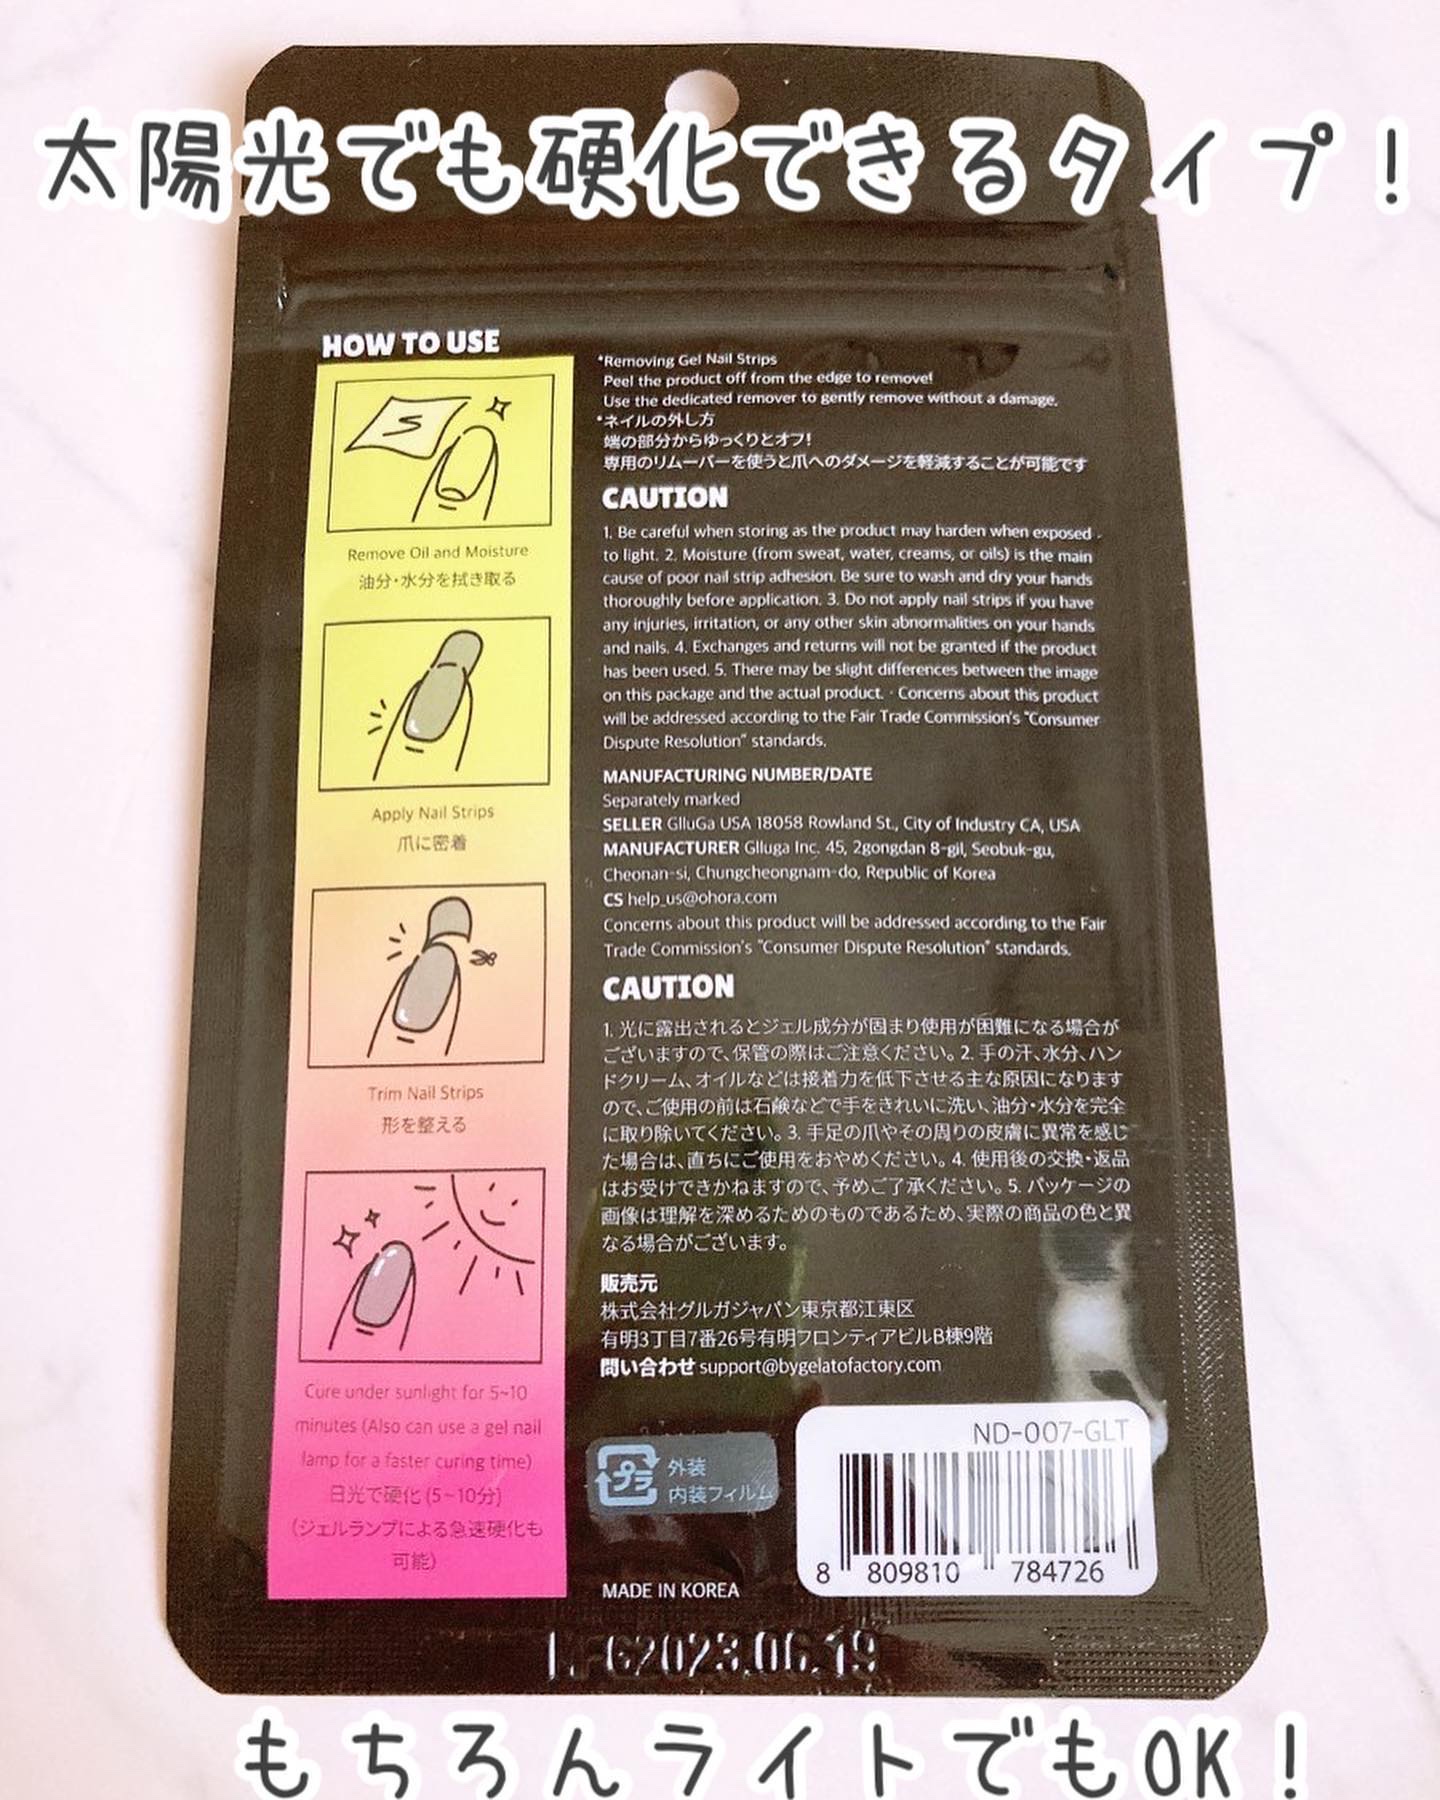 太陽光でも硬化できるタイプ！
HOW TO USE
Remove Oil and Moisture
油分・水分を拭き取る
Apply Nail Strips
爪に密着
Trim Nail Strips
形を整える
Cure under sunlight for 5~10
minutes (Also can use a gel nail
lamp for a faster curing time)
日光で硬化 (5~10分)
(ジェルランプによる急速硬化も
可能)
*Removing Gel Nail Strips
Peel the product off from the edge to remove!
Use the dedicated remover to gently remove without a damage.
*ネイルの外し方
端の部分からゆっくりとオフ!
専用のリムーバーを使うと爪へのダメージを軽減することが可能です
CAUTION
1. Be careful when storing as the product may harden when exposed
to light. 2. Moisture (from sweat, water, creams, or oils) is the main
cause of poor nail strip adhesion. Be sure to wash and dry your hands
thoroughly before application. 3. Do not apply nail strips if you have
any injuries, irritation, or any other skin abnormalities on your hands
and nails. 4. Exchanges and returns will not be granted if the product
has been used. 5. There may be slight differences between the image
on this package and the actual product. · Concerns about this product
will be addressed according to the Fair Trade Commission's "Consumer
Dispute Resolution" standards.
MANUFACTURING NUMBER/DATE
Separately marked
SELLER GlluGa USA 18058 Rowland St., City of Industry CA, USA
MANUFACTURER Glluga Inc. 45, 2gongdan 8-gil, Seobuk-gu,
Cheonan-si, Chungcheongnam-do, Republic of Korea
CS help_us@ohora.com
Concerns about this product will be addressed according to the Fair
Trade Commission's "Consumer Dispute Resolution" standards.
CAUTION
1. 光に露出されるとジェル成分が固まり使用が困難になる場合が
ございますので、保管の際はご注意ください。2. 手の汗、水分、ハン
ドクリーム、オイルなどは接着力を低下させる主な原因になります
ので、ご使用の前は石鹸などで手をきれいに洗い、油分・水分を完全
に取り除いてください。3. 手足の爪やその周りの皮膚に異常を感じ
た場合は、直ちにご使用をおやめください。4. 使用後の交換・返品
はお受けできかねますので、予めご了承ください。5. パッケージの
画像は理解を深めるためのものであるため、実際の商品の色と異
なる場合がございます。
販売元
株式会社グルガジャパン東京都江東区
有明3丁目7番26号有明フロンティアビルB棟9階
問い合わせ support@bygelatofactory.com
プラ
外装
内装フィルム
ND-007-GLT
8 809810 784726
MADE IN KOREA
MFG2023.06.19
もちろんライトでもOK！